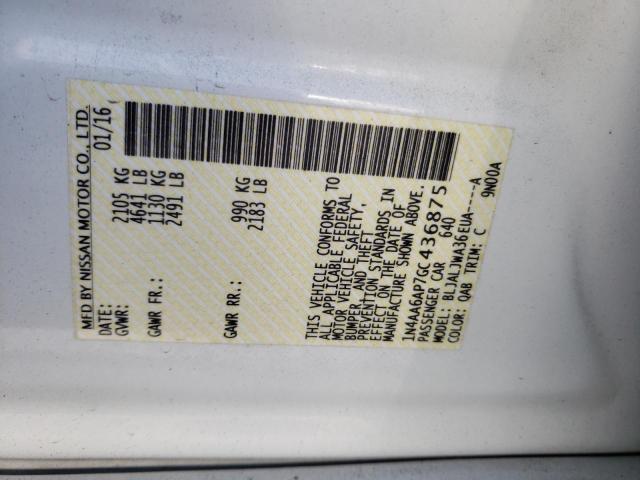 MFD BY NISSAN MOTOR CO., LTD.
DATE: 01/16
GVWR: 2105 KG
4641 LB
GAWR FR.: 1130 KG
2491 LB
GAWR RR.: 990 KG
2183 LB
THIS VEHICLE CONFORMS TO
ALL APPLICABLE FEDERAL
MOTOR VEHICLE SAFETY,
BUMPER, AND THEFT
PREVENTION STANDARDS IN
EFFECT ON THE DATE OF
MANUFACTURE SHOWN ABOVE.
1N4AA6AP7GC436875
PASSENGER CAR 640
MODEL: BLJALJWA36EUA-----A
COLOR: QAB TRIM: C 9N00A